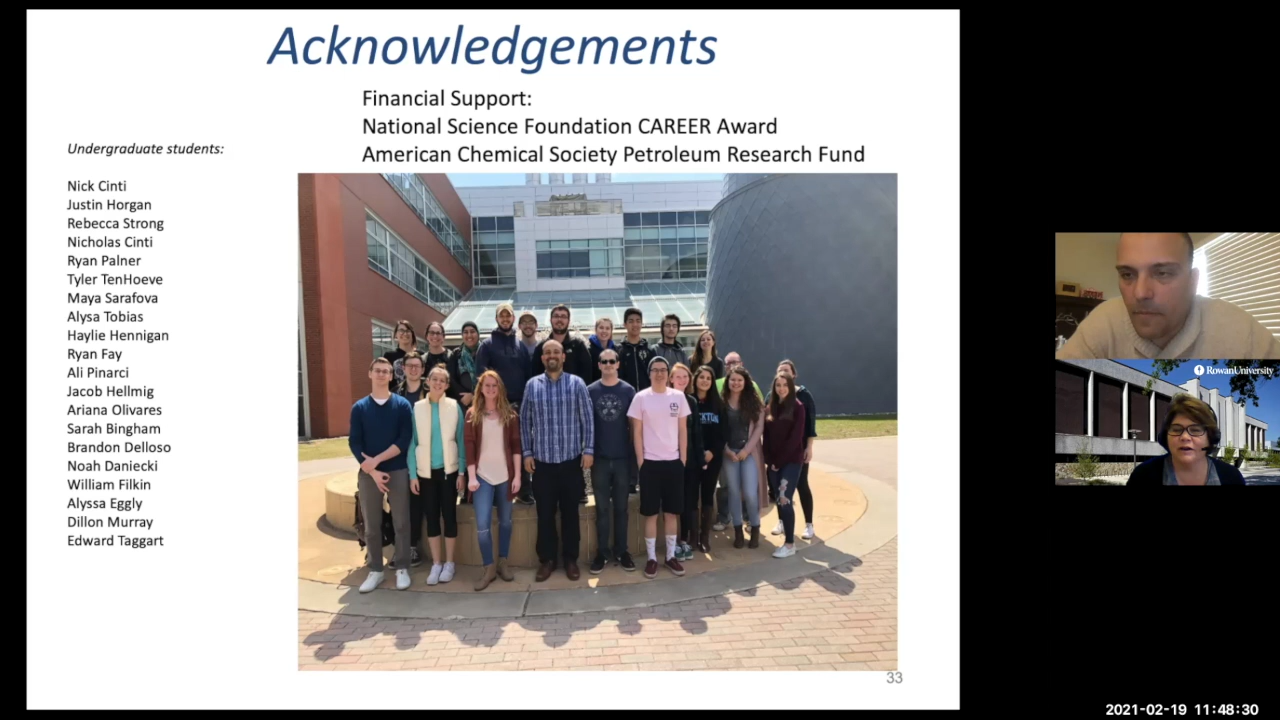 Acknowledgements
Financial Support:
National Science Foundation CAREER Award
American Chemical Society Petroleum Research Fund
Undergraduate students:
Nick Cinti
Justin Horgan
Rebecca Strong
Nicholas Cinti
Ryan Palner
Tyler TenHoeve
Maya Sarafova
Alysa Tobias
Haylie Hennigan
Ryan Fay
Ali Pinarci
Jacob Hellmig
Ariana Olivares
Sarah Bingham
Brandon Delloso
Noah Daniecki
William Filkin
Alyssa Eggly
Dillon Murray
Edward Taggart
33
RowanUniversity
2021-02-19 11:48:30